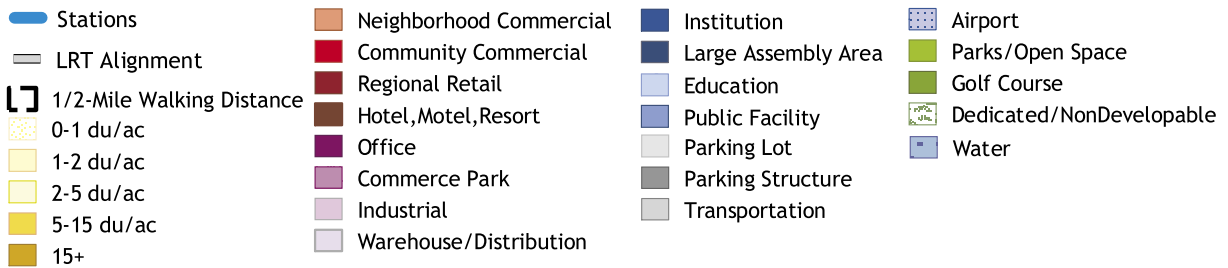 Stations
LRT Alignment
1/2-Mile Walking Distance
0-1 du/ac
1-2 du/ac
2-5 du/ac
5-15 du/ac
15+
Neighborhood Commercial
Community Commercial
Regional Retail
Hotel,Motel,Resort
Office
Commerce Park
Industrial
Warehouse/Distribution
Institution
Large Assembly Area
Education
Public Facility
Parking Lot
Parking Structure
Transportation
Airport
Parks/Open Space
Golf Course
Dedicated/NonDevelopable
Water